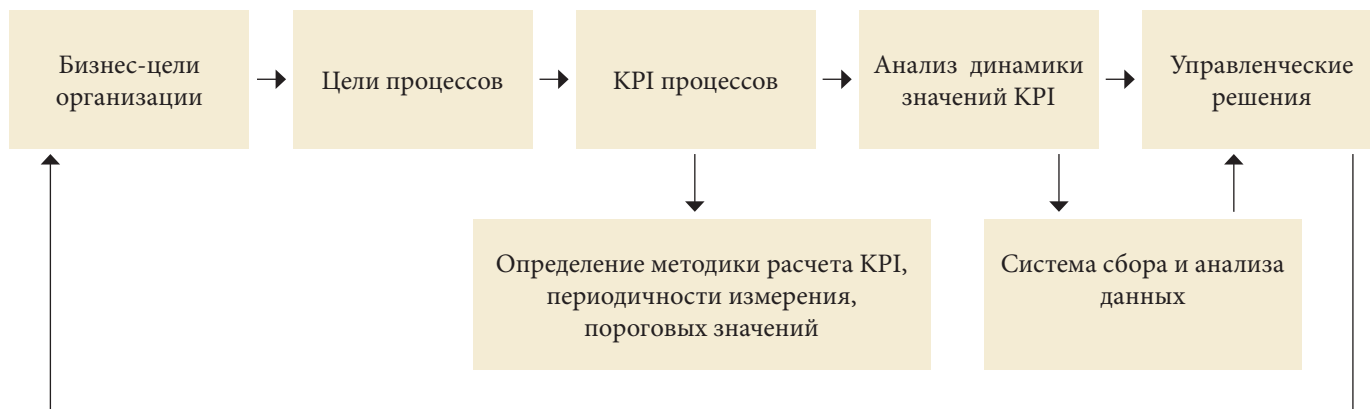 Бизнес-цели
организации
Цели процессов
KPI процессов
Анализ динамики
значений KPI
Управленческие
решения
Определение методики расчета KPI,
периодичности измерения,
пороговых значений
Система сбора и анализа
данных